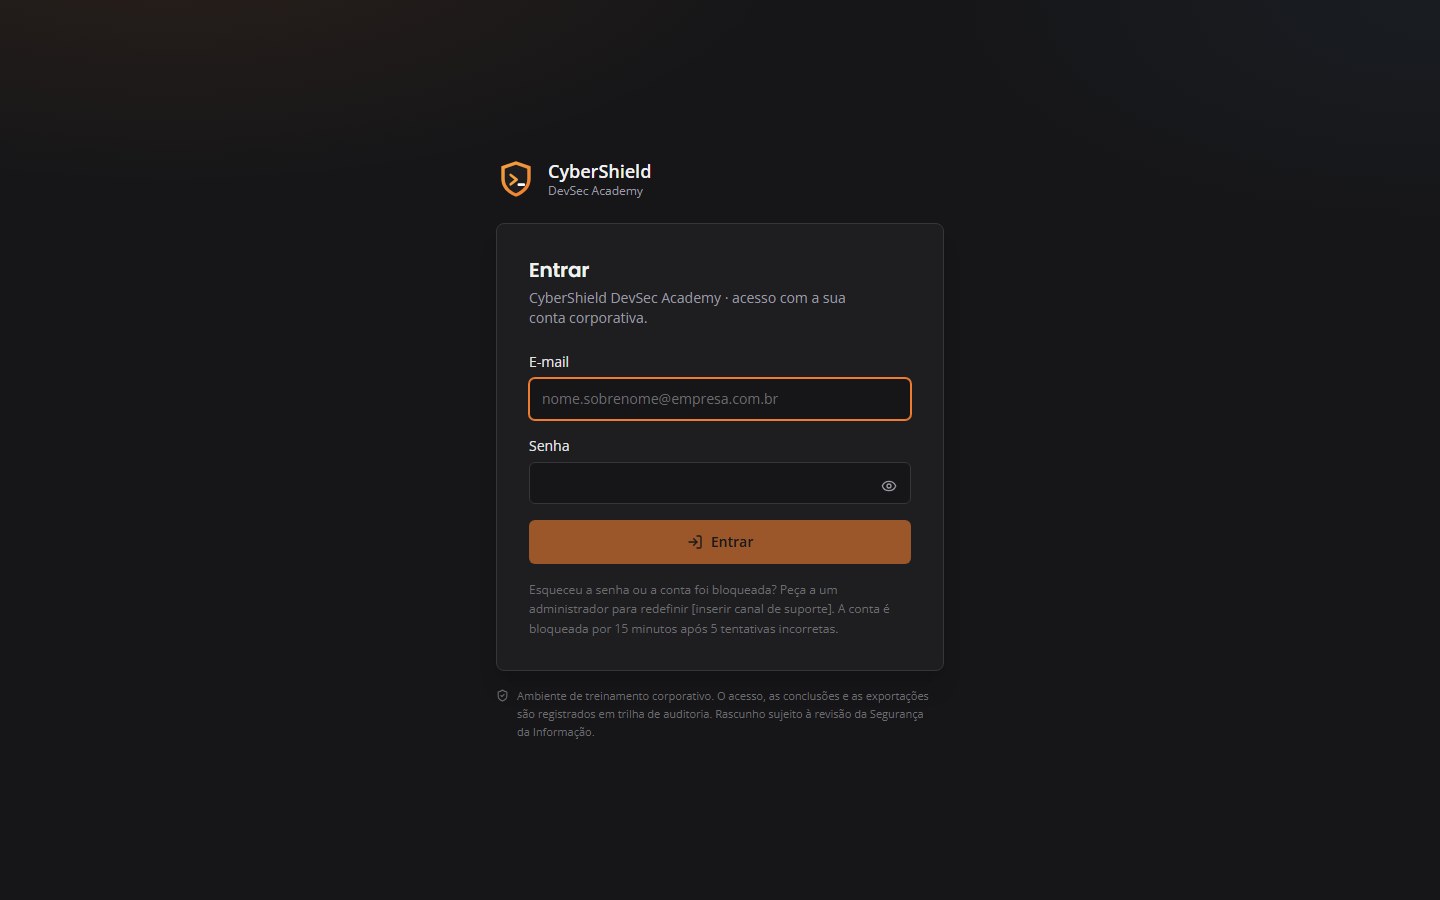 CyberShield
DevSec Academy
Entrar
CyberShield DevSec Academy · acesso com a sua
conta corporativa.
E-mail
nome.sobrenome@empresa.com.br
Senha
Entrar
Esqueceu a senha ou a conta foi bloqueada? Peça a um
administrador para redefinir [inserir canal de suporte]. A conta é
bloqueada por 15 minutos após 5 tentativas incorretas.
Ambiente de treinamento corporativo. O acesso, as conclusões e as exportações
são registrados em trilha de auditoria. Rascunho sujeito à revisão da Segurança
da Informação.